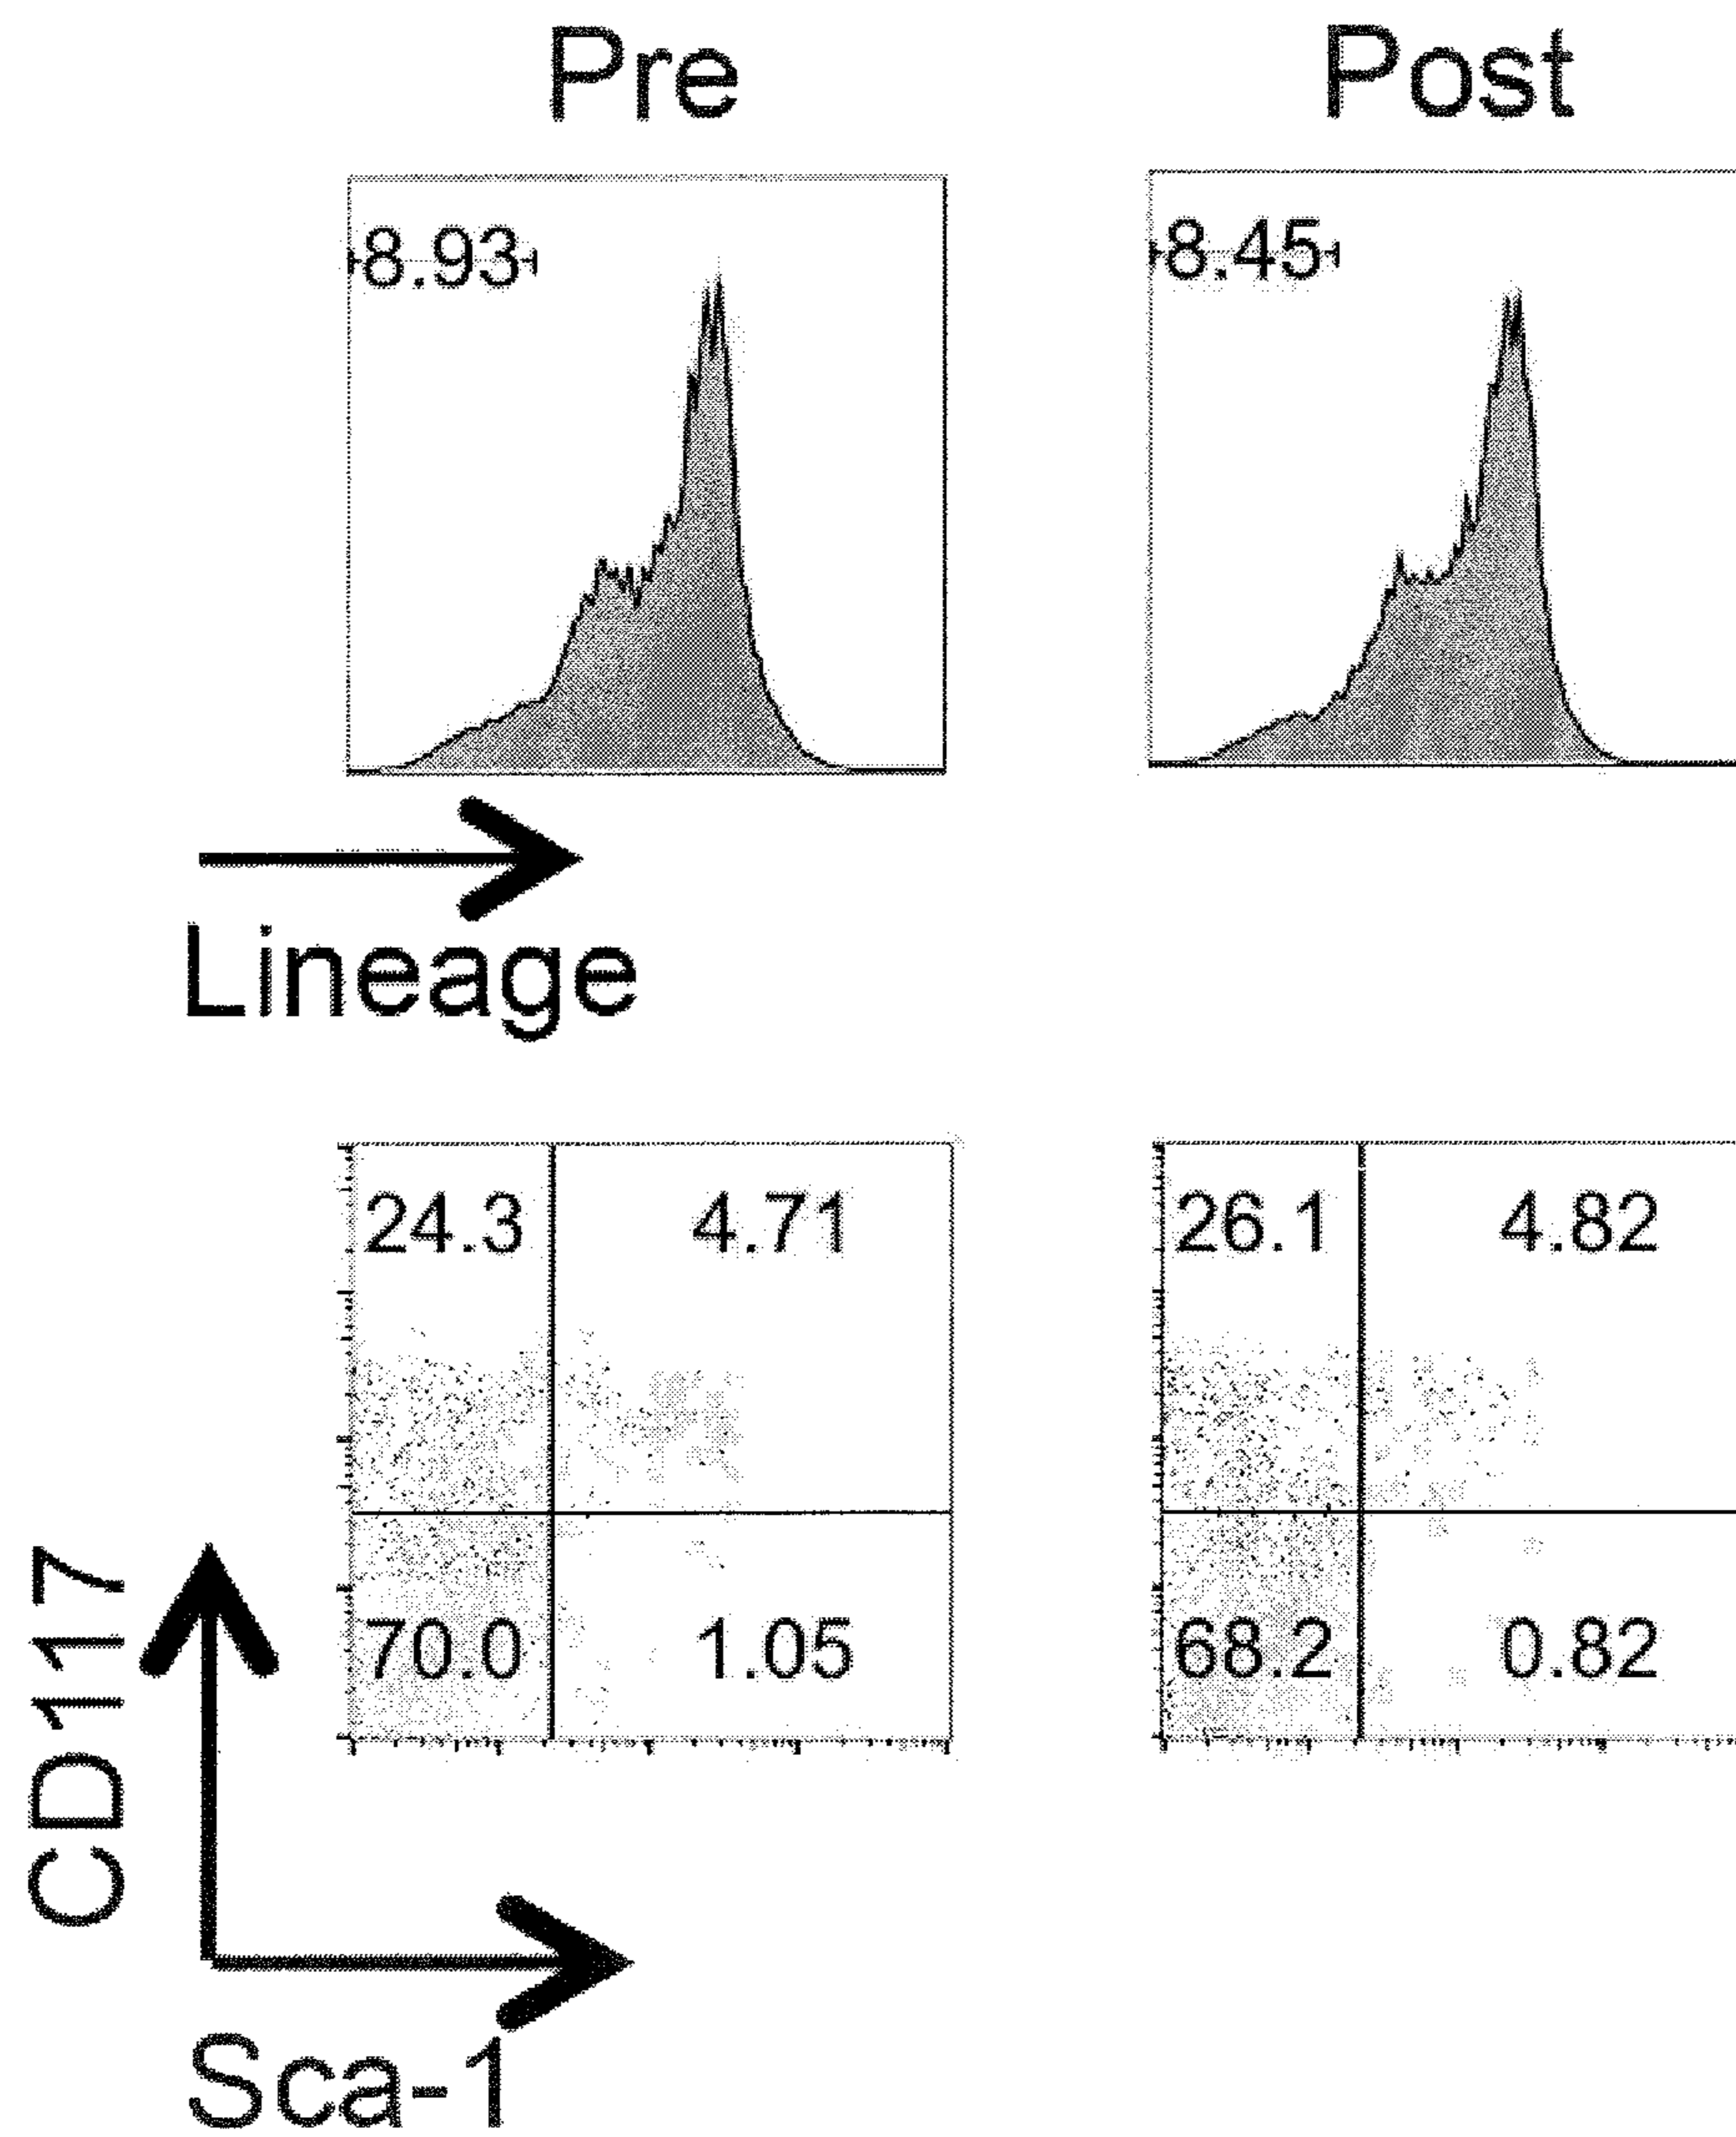 Pre Post
8.93 8.45
Lineage
24.3 4.71 26.1 4.82
70.0 1.05 68.2 0.82
CD117
Sca-1